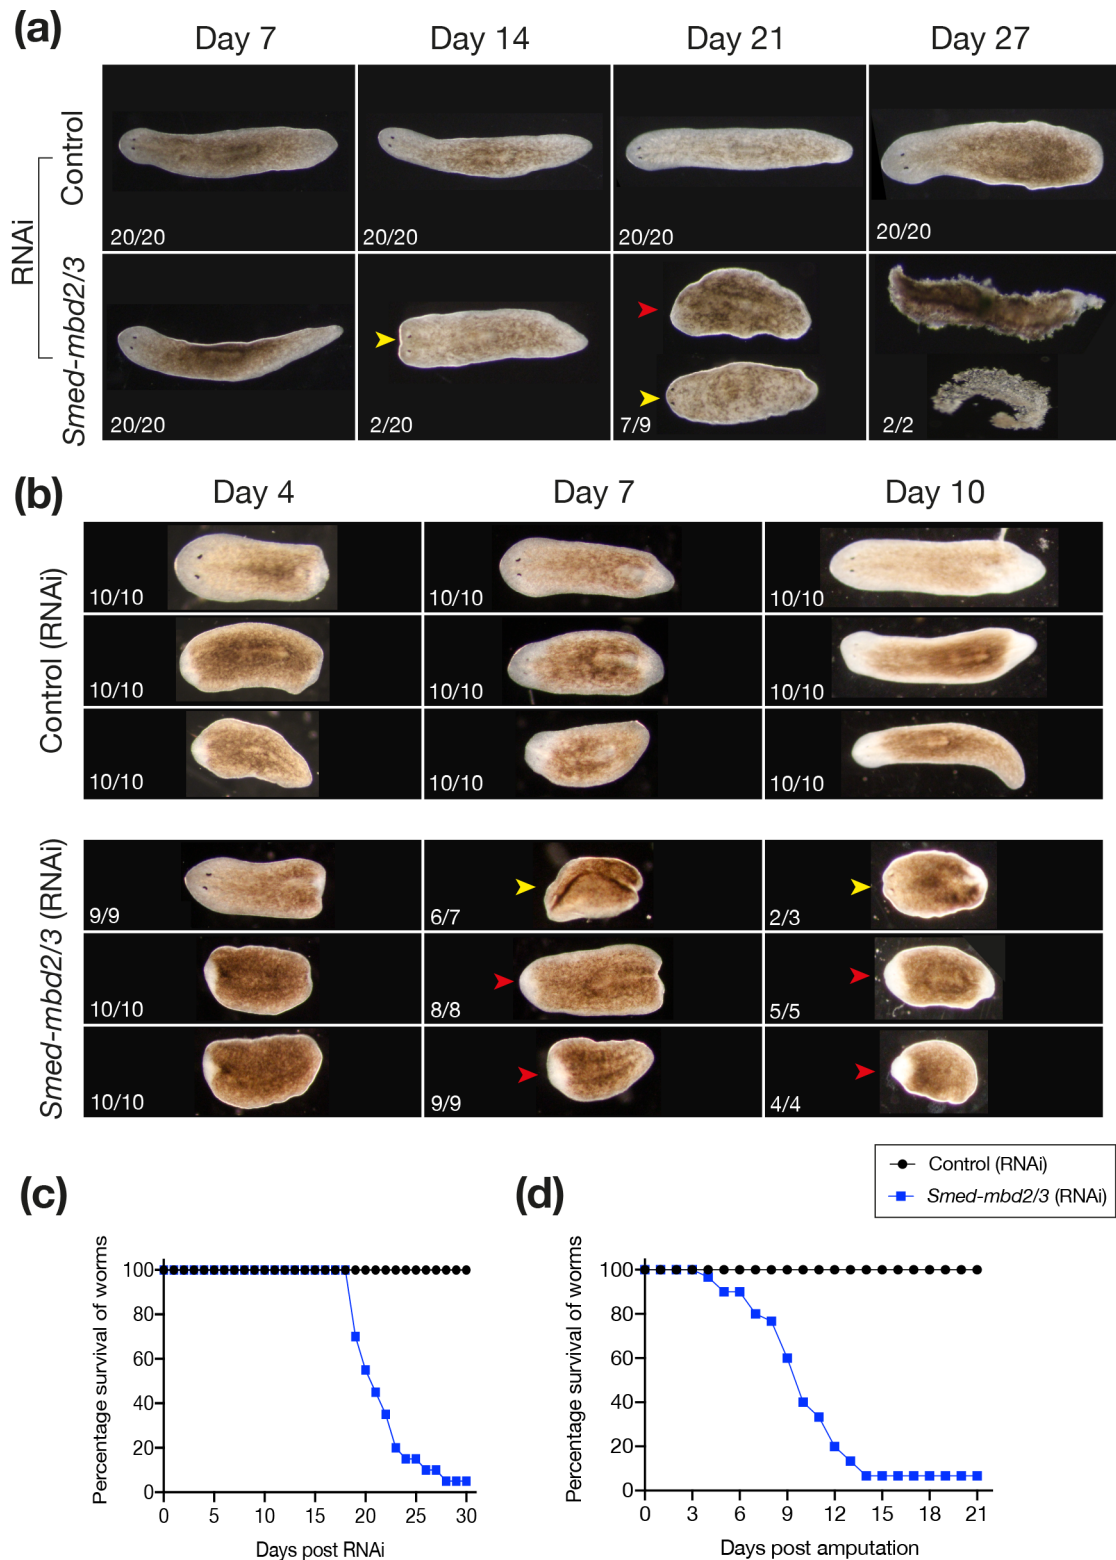 (a)
Day 7
Day 14
Day 21
Day 27
RNAi
Control
20/20
20/20
20/20
20/20
Smed-mbd2/3
20/20
2/20
7/9
2/2
(b)
Day 4
Day 7
Day 10
Control (RNAi)
10/10
10/10
10/10
10/10
10/10
10/10
10/10
10/10
10/10
Smed-mbd2/3 (RNAi)
9/9
6/7
2/3
10/10
8/8
5/5
10/10
9/9
4/4
Control (RNAi)
Smed-mbd2/3 (RNAi)
(c)
Percentage survival of worms
100
80
60
40
20
0
0 5 10 15 20 25 30
Days post RNAi
(d)
Percentage survival of worms
100
80
60
40
20
0
0 3 6 9 12 15 18 21
Days post amputation